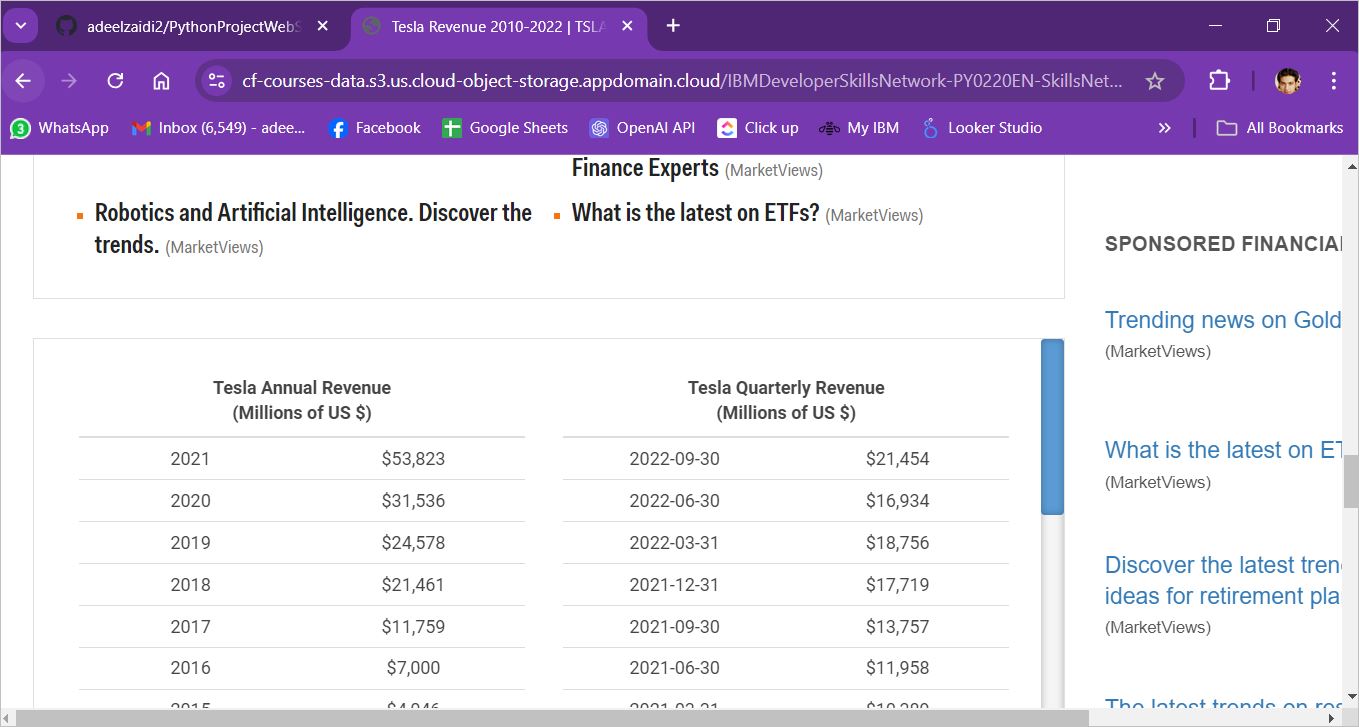 adeelzaidi2/PythonProjectWebS
Tesla Revenue 2010-2022 | TSLA
cf-courses-data.s3.us.cloud-object-storage.appdomain.cloud/IBMDeveloperSkillsNetwork-PY0220EN-SkillsNet...
3 WhatsApp Inbox (6,549) - adee... Facebook Google Sheets OpenAI API Click up My IBM Looker Studio » All Bookmarks
Finance Experts (MarketViews)
Robotics and Artificial Intelligence. Discover the
trends. (MarketViews)
What is the latest on ETFs? (MarketViews)
Tesla Annual Revenue
(Millions of US $)
2021 $53,823
2020 $31,536
2019 $24,578
2018 $21,461
2017 $11,759
2016 $7,000
2015 $4,046
Tesla Quarterly Revenue
(Millions of US $)
2022-09-30 $21,454
2022-06-30 $16,934
2022-03-31 $18,756
2021-12-31 $17,719
2021-09-30 $13,757
2021-06-30 $11,958
2021-03-31 $10,389
SPONSORED FINANCIAL
Trending news on Gold
(MarketViews)
What is the latest on ET
(MarketViews)
Discover the latest tren
ideas for retirement pla
(MarketViews)
The latest trends on res